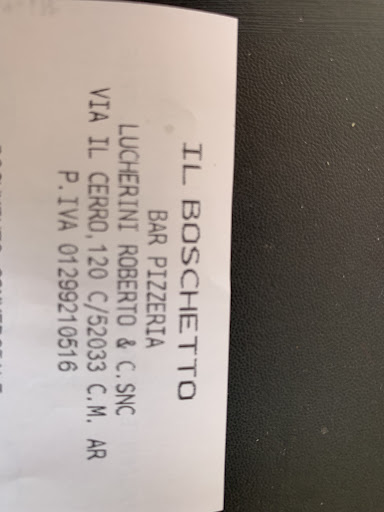 IL BOSCHETTO
BAR PIZZERIA
LUCHERINI ROBERTO & C.SNC
VIA IL CERRO,120 C/52033 C.M. AR
P.IVA 01299210516